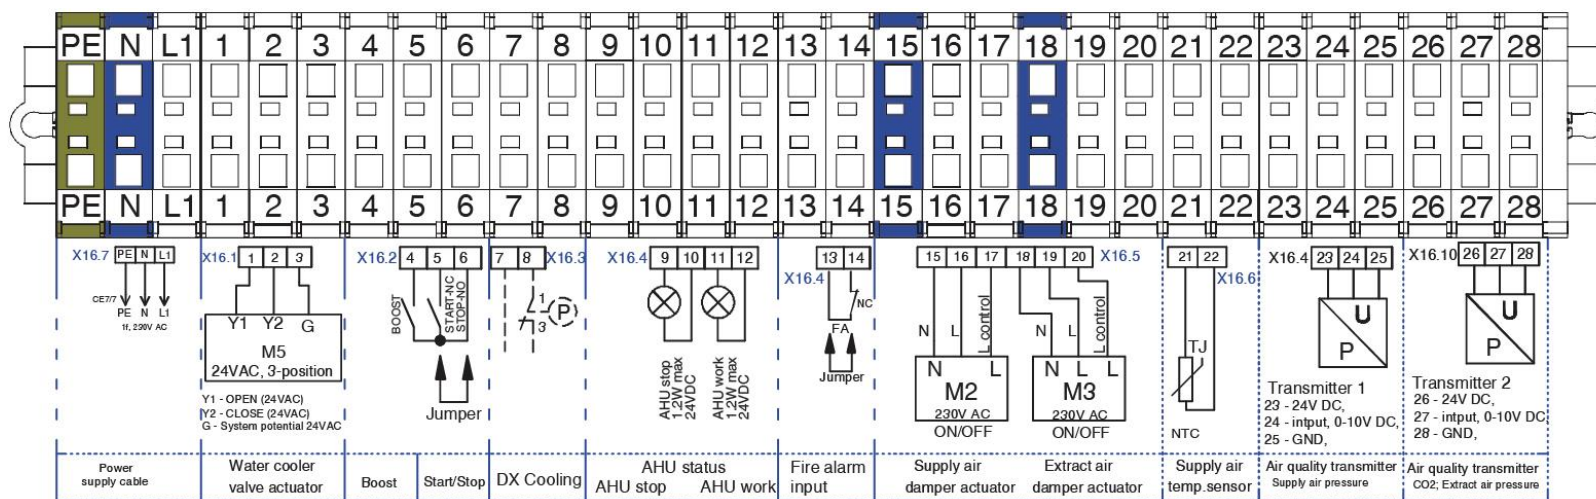 PE N L1 1 2 3 4 5 6 7 8 9 10 11 12 13 14 15 16 17 18 19 20 21 22 23 24 25 26 27 28
PE N L1 1 2 3 4 5 6 7 8 9 10 11 12 13 14 15 16 17 18 19 20 21 22 23 24 25 26 27 28
X16.7 PE N L1
CE7/7
PE N L1
1f, 230V AC
X16.1 1 2 3
Y1 Y2 G
M5
24VAC, 3-position
Y1 - OPEN (24VAC)
Y2 - CLOSE (24VAC)
G - System potential 24VAC
X16.2 4 5 6
BOOST
START-NC
STOP-NO
Jumper
7 8 X16.3
1
P
3
X16.4 9 10 11 12
AHU stop
1.2W max
24VDC
AHU work
1.2W max
24VDC
13 14
X16.4
NC
FA
Jumper
15 16 17 18 19 20 X16.5
N L L control
N L L control
N L
M2
230V AC
ON/OFF
N L L
M3
230V AC
ON/OFF
21 22
X16.6
TJ
NTC
X16.4 23 24 25
U
P
Transmitter 1
23 - 24V DC,
24 - intput, 0-10V DC,
25 - GND,
X16.10 26 27 28
U
P
Transmitter 2
26 - 24V DC,
27 - intput, 0-10V DC
28 - GND,
Power
supply cable
Water cooler
valve actuator
Boost
Start/Stop
DX Cooling
AHU status
AHU stop AHU work
Fire alarm
input
Supply air
damper actuator
Extract air
damper actuator
Supply air
temp.sensor
Air quality transmitter
Supply air pressure
Air quality transmitter
CO2; Extract air pressure